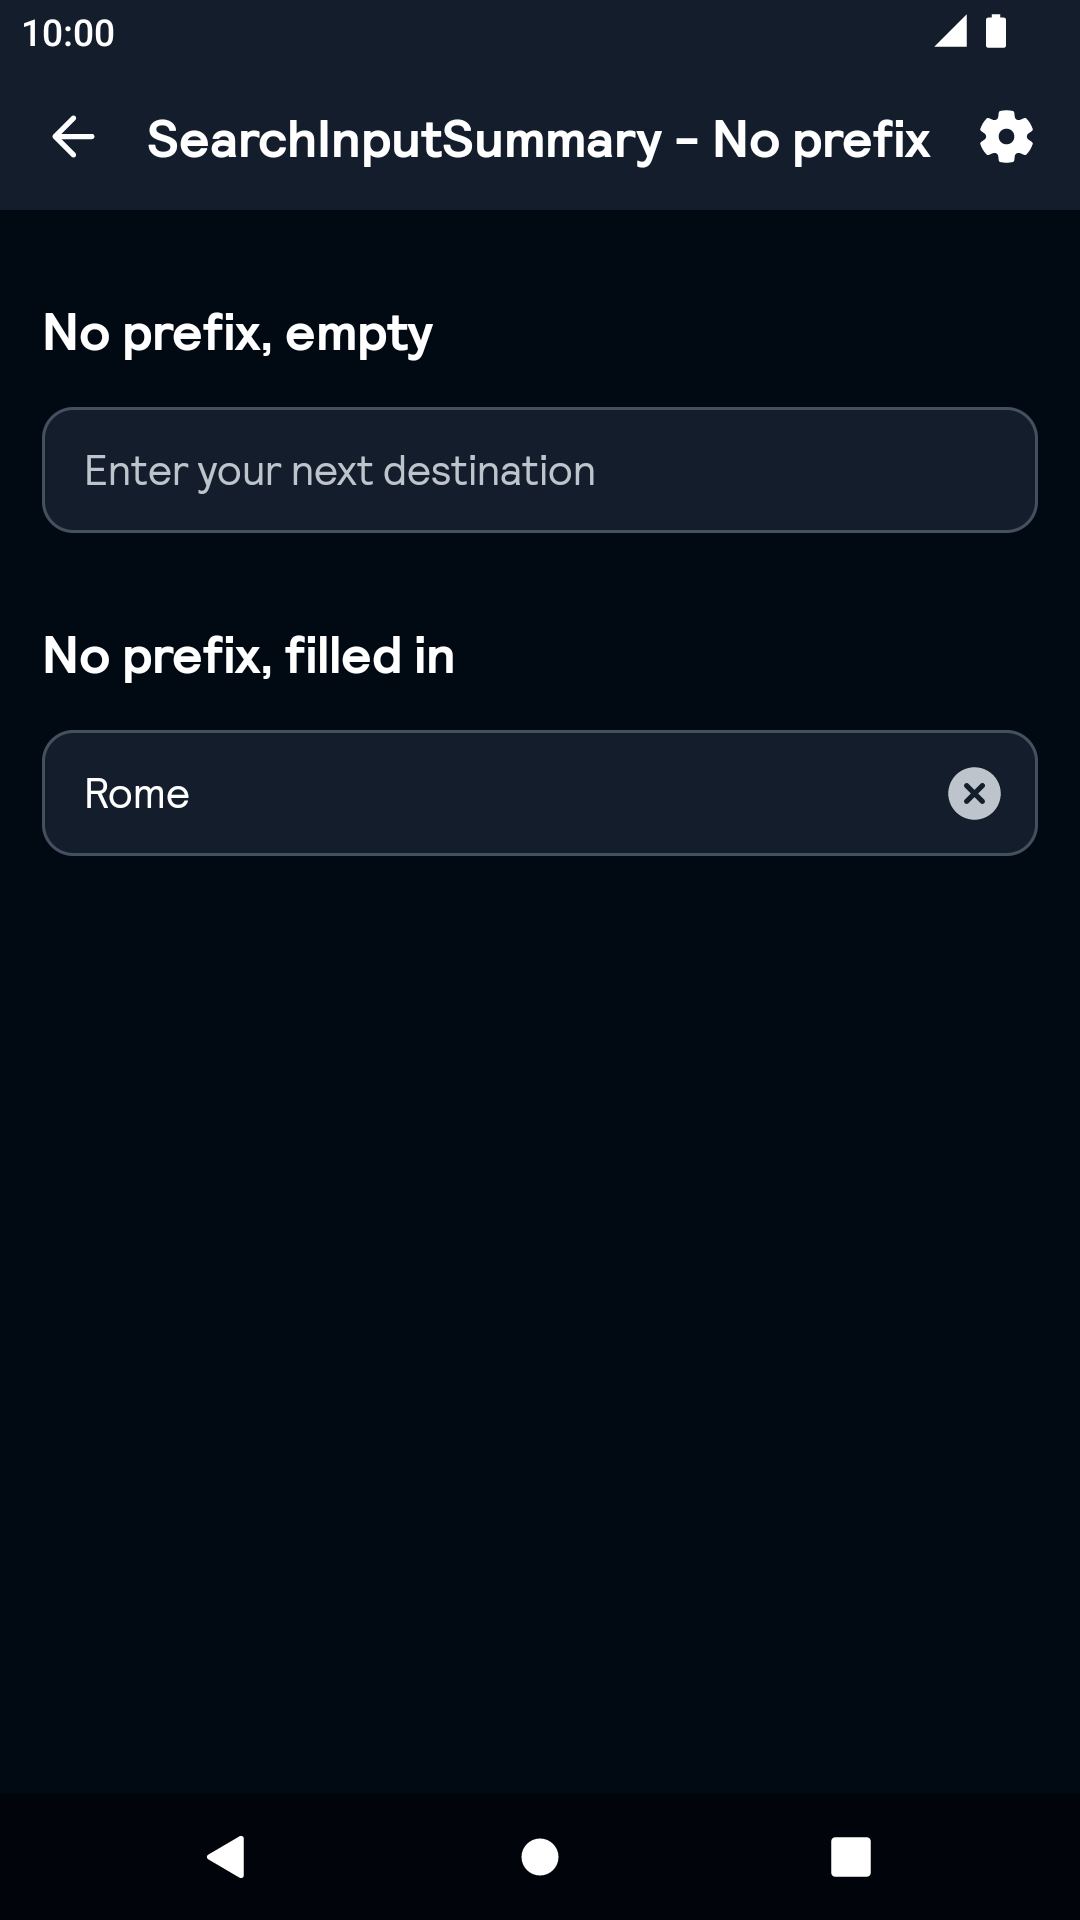 10:00
SearchInputSummary - No prefix
No prefix, empty
Enter your next destination
No prefix, filled in
Rome